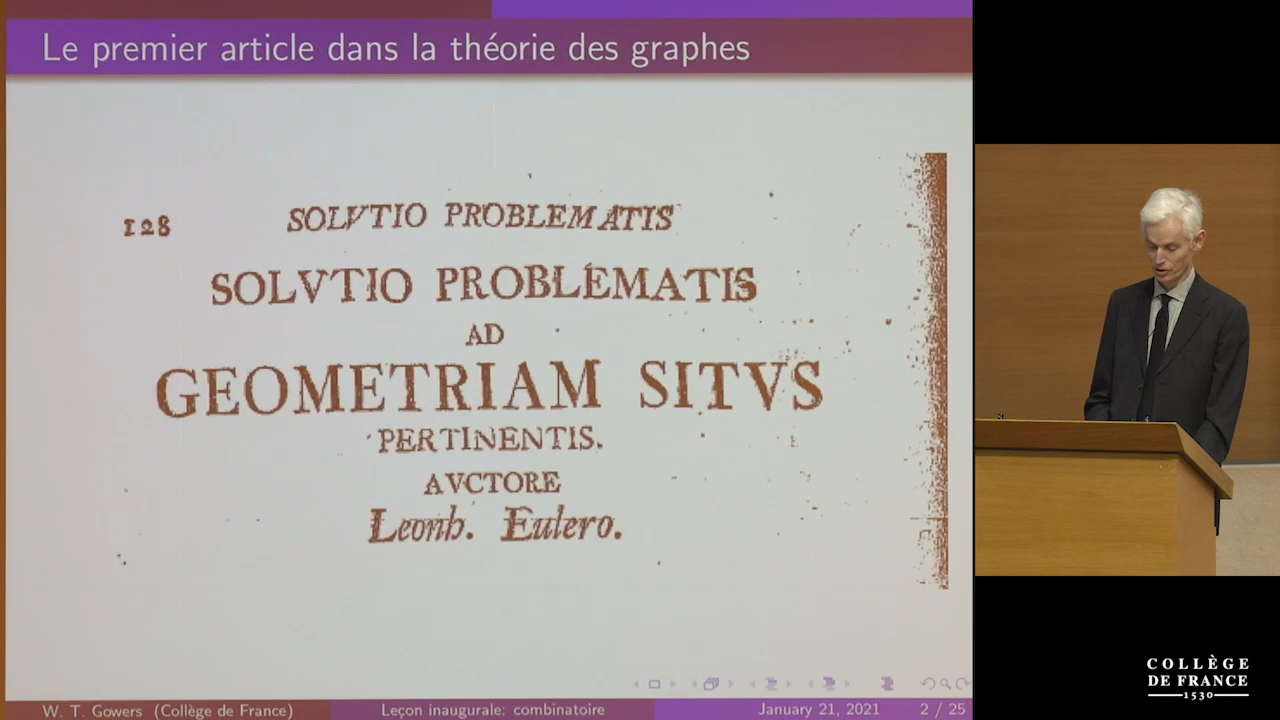 Le premier article dans la théorie des graphes
128 SOLVTIO PROBLEMATIS
SOLVTIO PROBLEMATIS
AD
GEOMETRIAM SITVS
PERTINENTIS.
AVCTORE
Leonh. Eulero.
W. T. Gowers (Collège de France) Leçon inaugurale: combinatoire January 21, 2021 2 / 25
COLLÈGE
DE FRANCE
1530